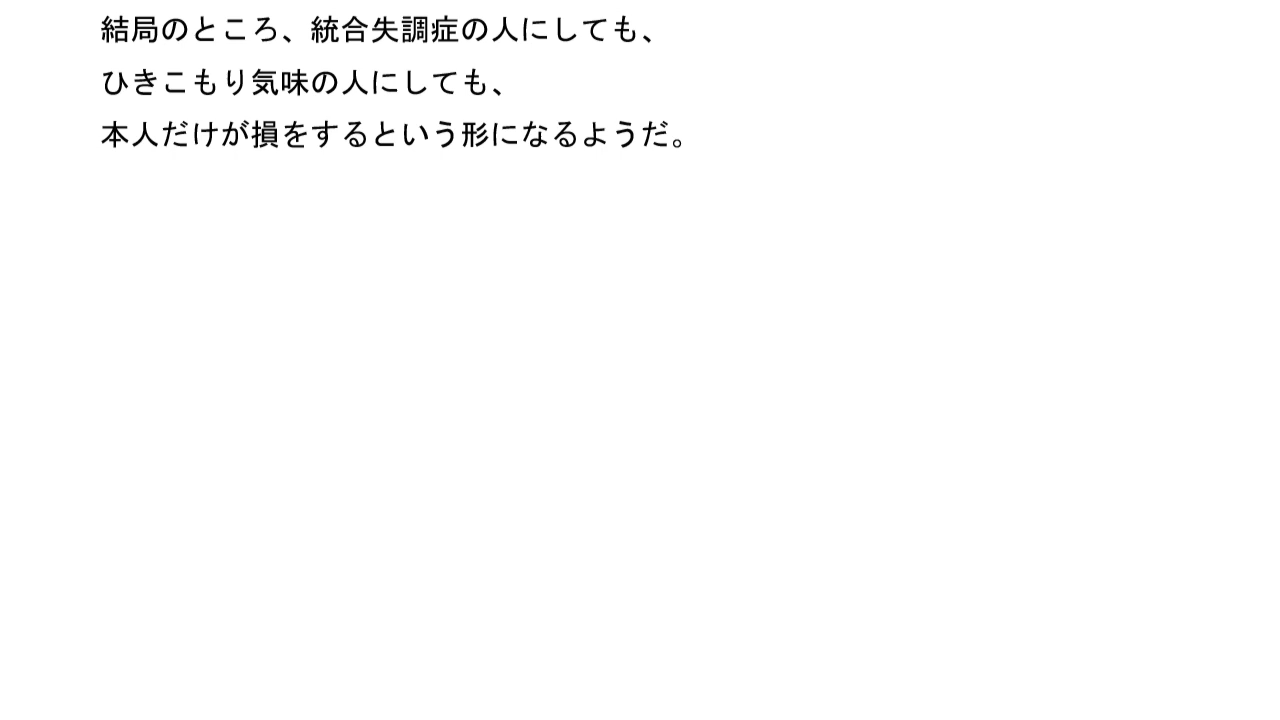 結局のところ、統合失調症の人にしても、
ひきこもり気味の人にしても、
本人だけが損をするという形になるようだ。